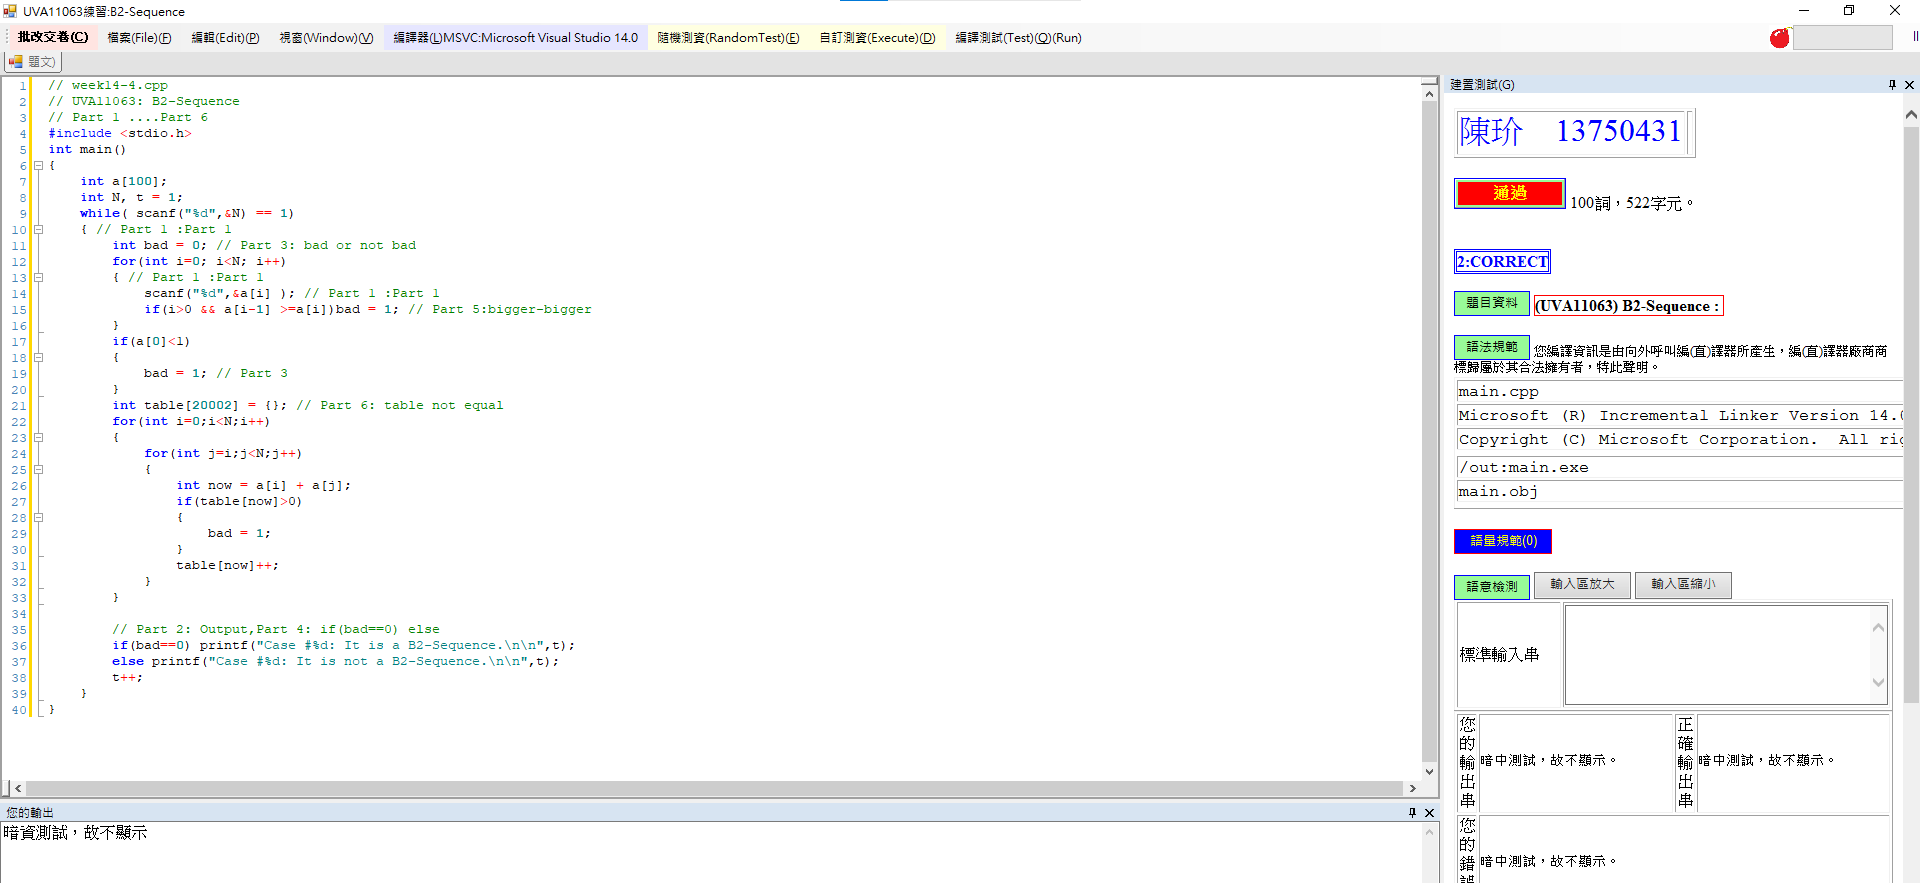 UVA11063練習:B2-Sequence
批改交卷(C) 檔案(File)(F) 編輯(Edit)(P) 視窗(Window)(V) 編譯器(L)MSVC:Microsoft Visual Studio 14.0 隨機測資(RandomTest)(E) 自訂測資(Execute)(D) 編譯測試(Test)(Q)(Run)
題文)
1 // week14-4.cpp
2 // UVA11063: B2-Sequence
3 // Part 1 ....Part 6
4 #include <stdio.h>
5 int main()
6 {
7 int a[100];
8 int N, t = 1;
9 while( scanf("%d",&N) == 1)
10 { // Part 1 :Part 1
11 int bad = 0; // Part 3: bad or not bad
12 for(int i=0; i<N; i++)
13 { // Part 1 :Part 1
14 scanf("%d",&a[i] ); // Part 1 :Part 1
15 if(i>0 && a[i-1] >=a[i])bad = 1; // Part 5:bigger-bigger
16 }
17 if(a[0]<1)
18 {
19 bad = 1; // Part 3
20 }
21 int table[20002] = {}; // Part 6: table not equal
22 for(int i=0;i<N;i++)
23 {
24 for(int j=i;j<N;j++)
25 {
26 int now = a[i] + a[j];
27 if(table[now]>0)
28 {
29 bad = 1;
30 }
31 table[now]++;
32 }
33 }
34
35 // Part 2: Output,Part 4: if(bad==0) else
36 if(bad==0) printf("Case #%d: It is a B2-Sequence.\n\n",t);
37 else printf("Case #%d: It is not a B2-Sequence.\n\n",t);
38 t++;
39 }
40 }
您的輸出
暗資測試，故不顯示
建置測試(G)
陳玠 13750431
通過 100詞，522字元。
2:CORRECT
題目資料 (UVA11063) B2-Sequence :
語法規範 您編譯資訊是由向外呼叫編(直)譯器所產生，編(直)譯器廠商商
標歸屬於其合法擁有者，特此聲明。
main.cpp
Microsoft (R) Incremental Linker Version 14.0
Copyright (C) Microsoft Corporation. All rig
/out:main.exe
main.obj
語量規範(0)
語意檢測 輸入區放大 輸入區縮小
標準輸入串
您的輸出串 暗中測試，故不顯示。 正確輸出串 暗中測試，故不顯示。
您的錯誤 暗中測試，故不顯示。